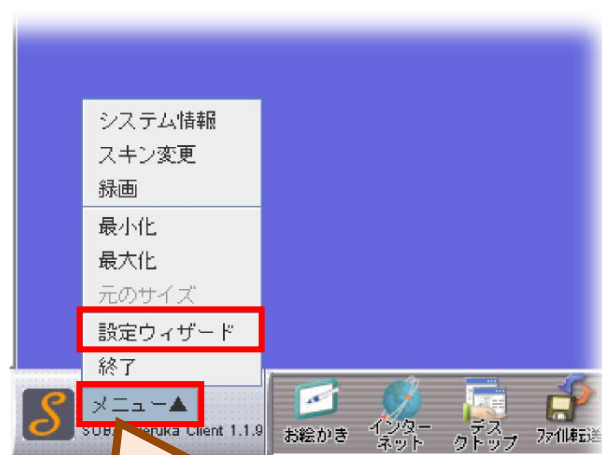 システム情報
スキン変更
録画
最小化
最大化
元のサイズ
設定ウィザード
終了
メニュー▲
Client 1.1.9
お絵かき
インターネット
デスクトップ
ファイル転送